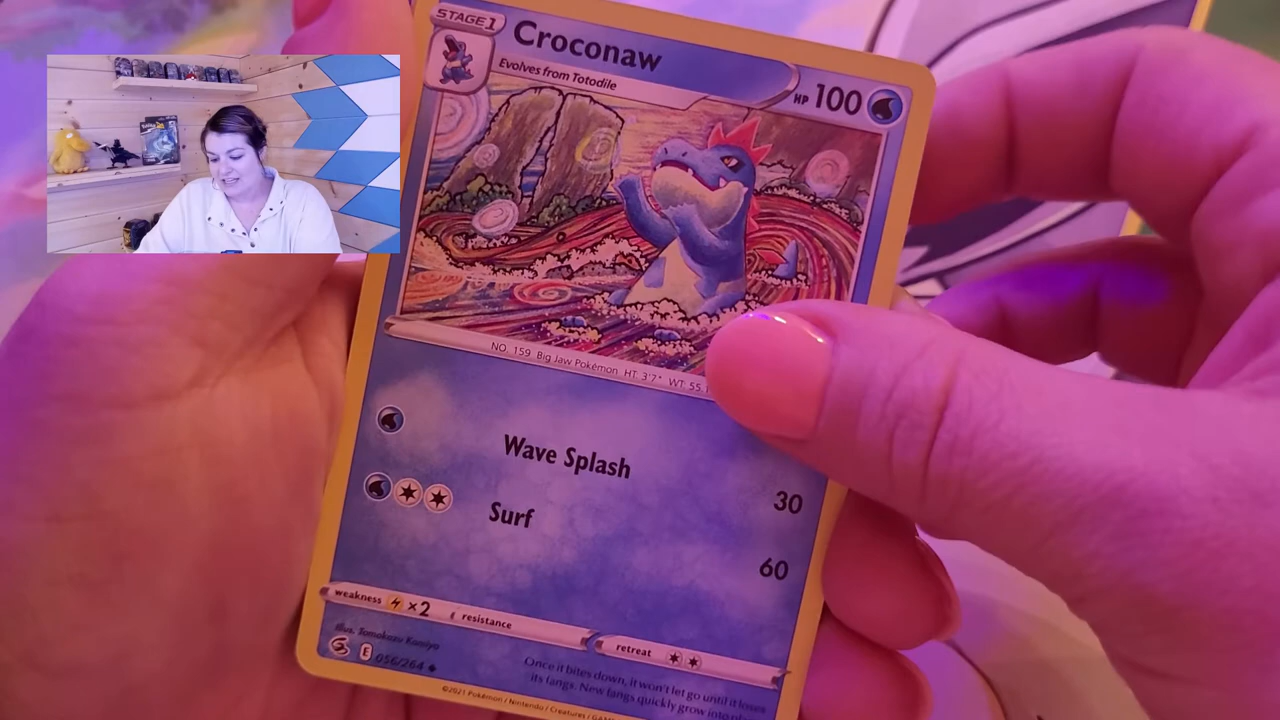 STAGE 1
Croconaw
HP 100
Evolves from Totodile
NO. 159 Big Jaw Pokémon HT: 3'7" WT: 55.1
Wave Splash
30
Surf
60
weakness ×2 resistance
retreat
Illus. Tomokazu Komiya
E 056/264
Once it bites down, it won't let go until it loses
its fangs. New fangs quickly grow into
©2021 Pokémon / Nintendo / Creatures / GAME